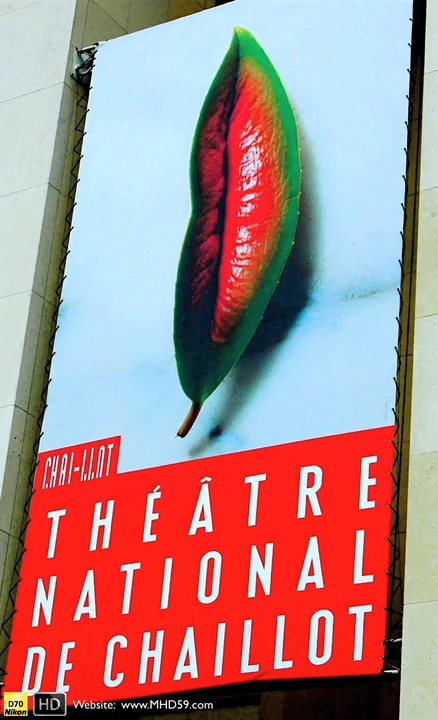 CHAI-LLOT
THÉÂTRE
NATIONAL
DE CHAILLOT
D70
Nikon
HD
Website: www.MHD59.com